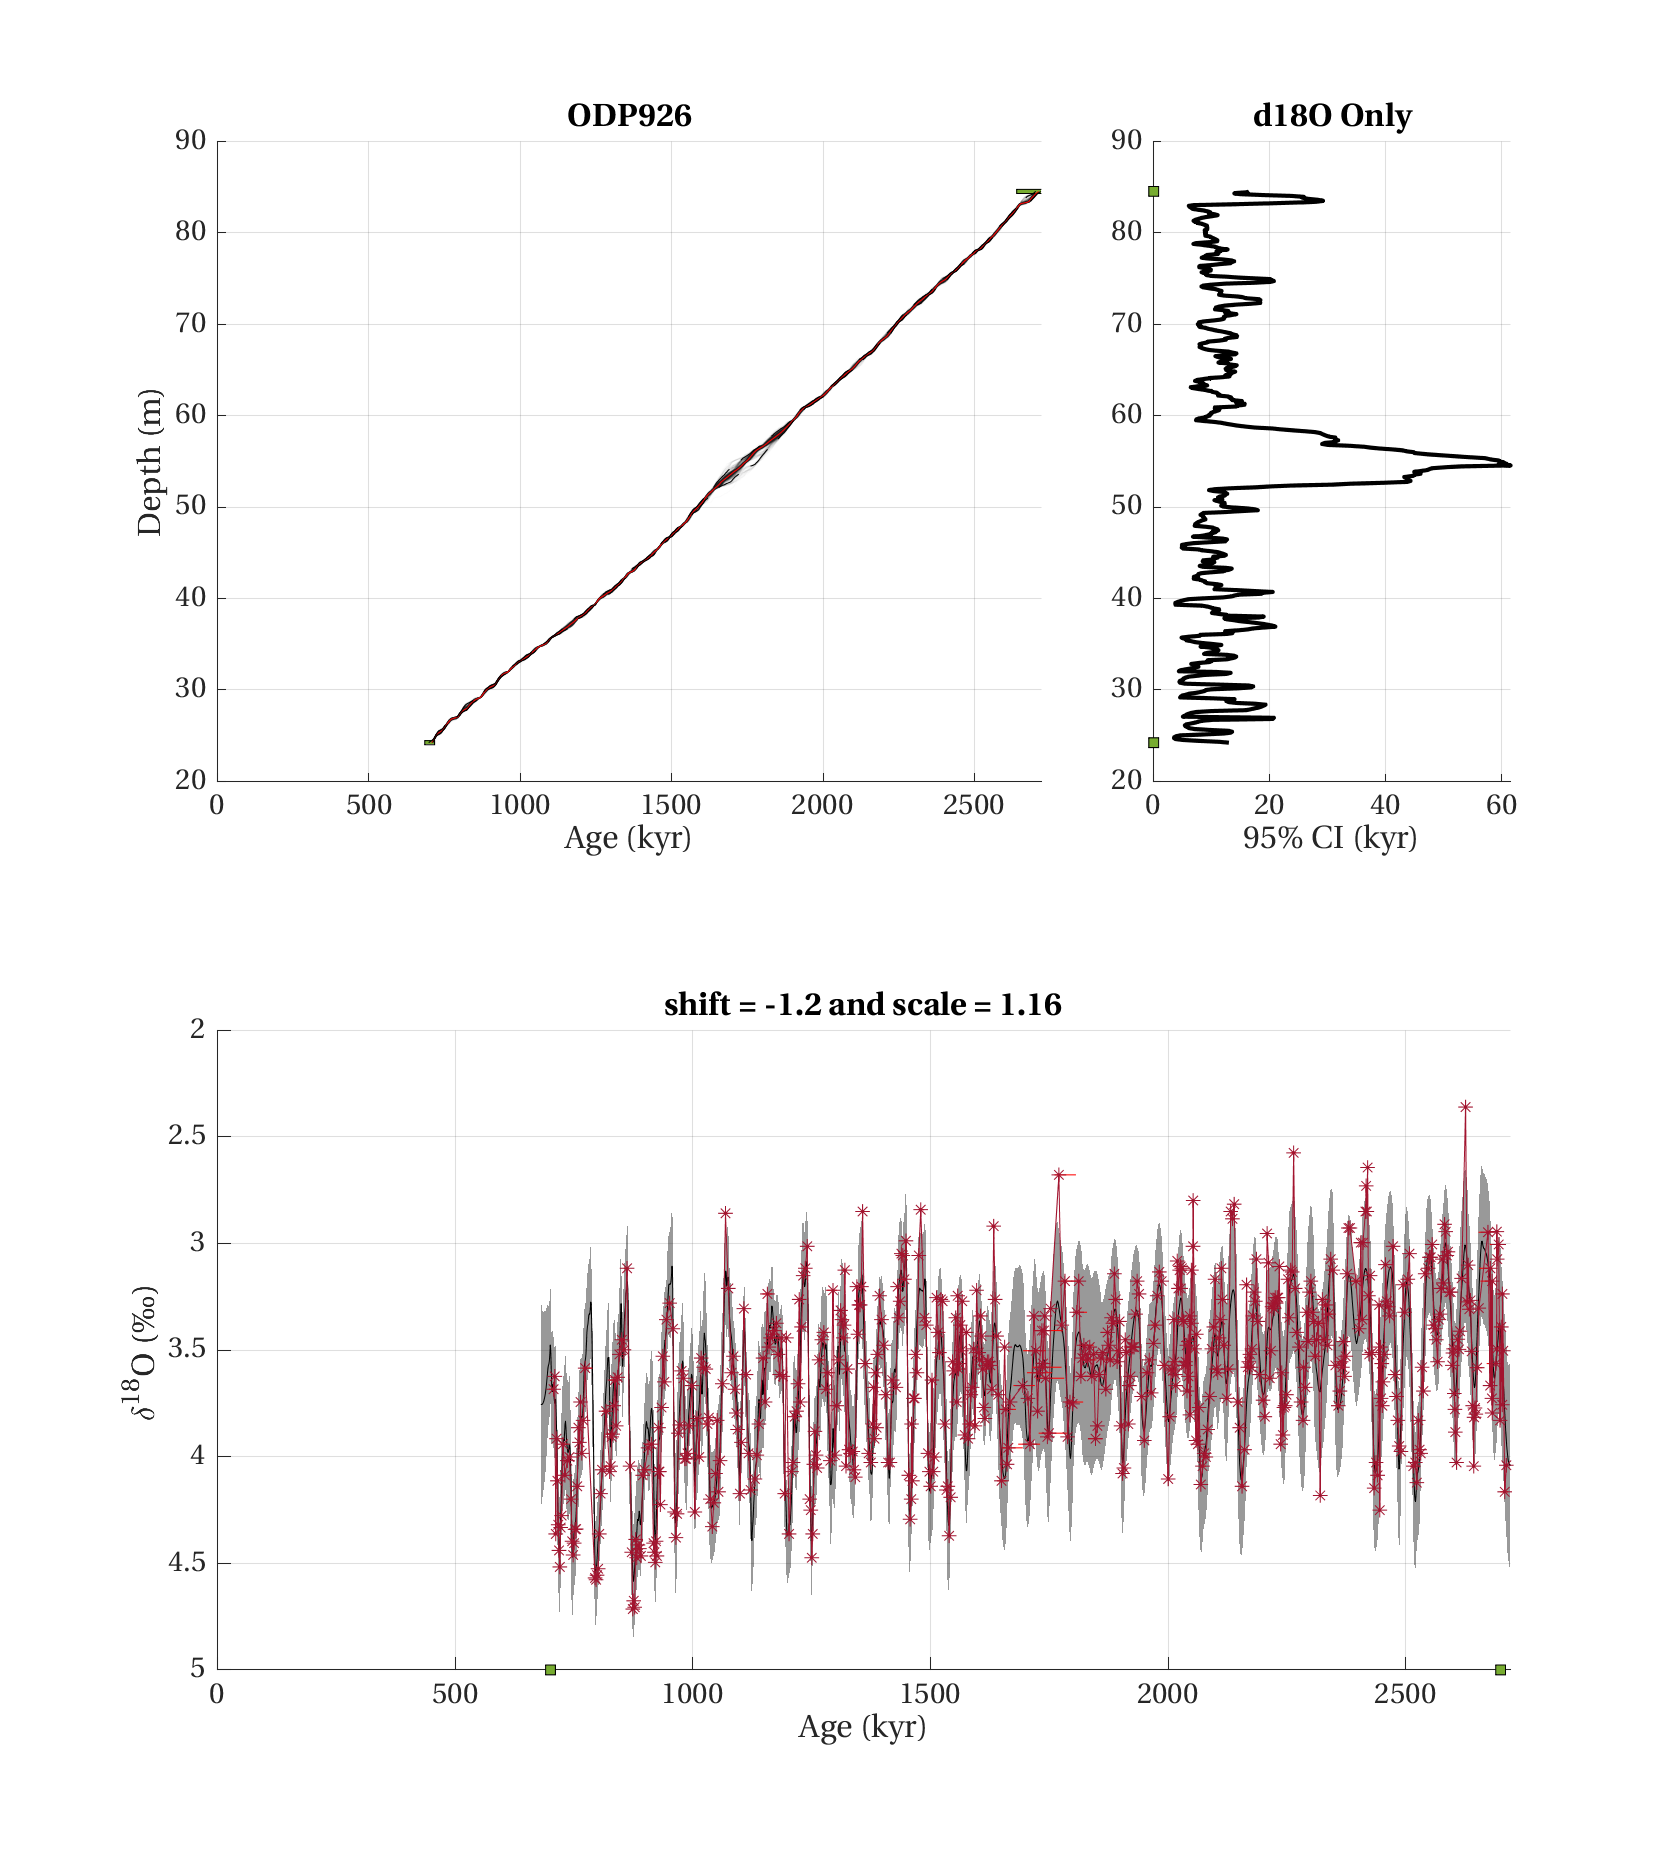 ODP926
d18O Only
90
80
70
60
50
40
30
20
Depth (m)
0 500 1000 1500 2000 2500
Age (kyr)
90
80
70
60
50
40
30
20
0 20 40 60
95% CI (kyr)
shift = -1.2 and scale = 1.16
2
2.5
3
3.5
4
4.5
5
δ¹⁸O (‰)
0 500 1000 1500 2000 2500
Age (kyr)